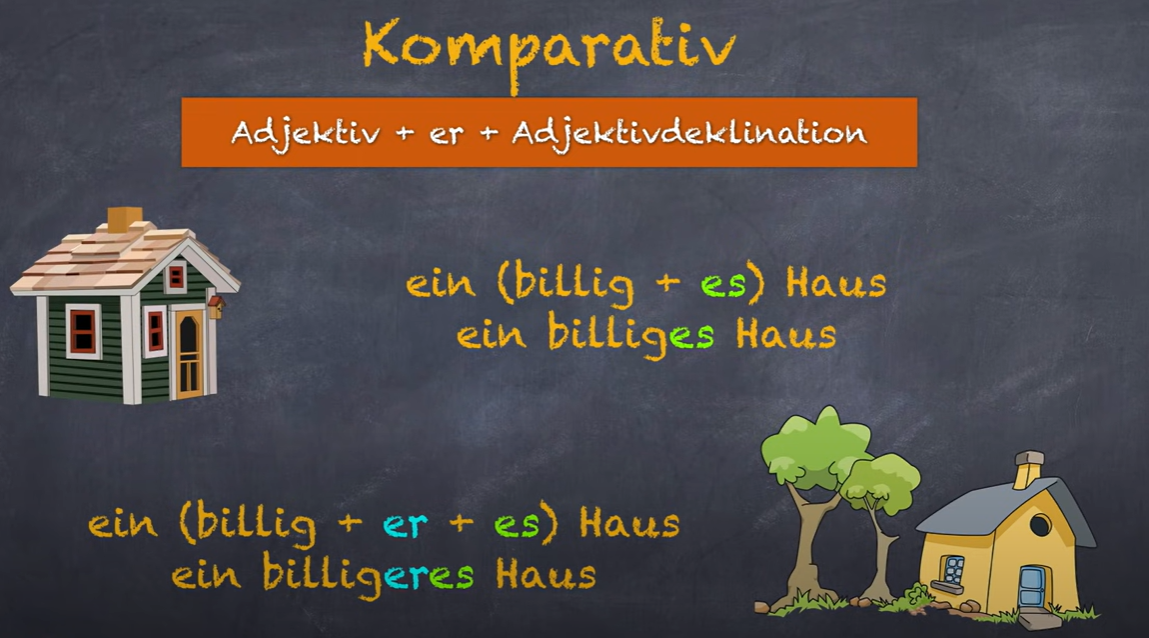 Komparativ
Adjektiv + er + Adjektivdeklination
ein (billig + es) Haus
ein billiges Haus
ein (billig + er + es) Haus
ein billigeres Haus